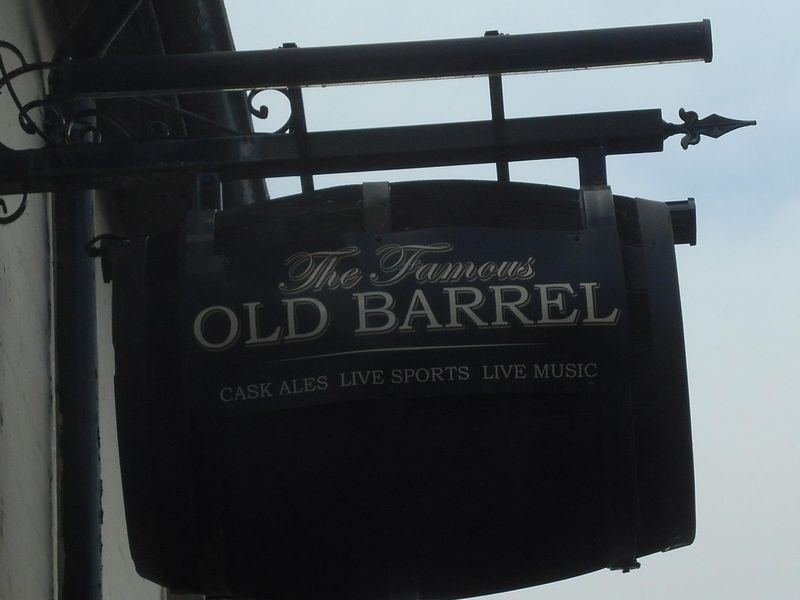 The Famous
OLD BARREL
CASK ALES LIVE SPORTS LIVE MUSIC